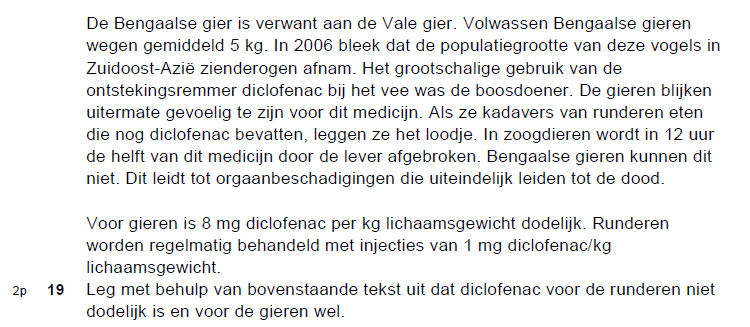 De Bengaalse gier is verwant aan de Vale gier. Volwassen Bengaalse gieren
wegen gemiddeld 5 kg. In 2006 bleek dat de populatiegrootte van deze vogels in
Zuidoost-Azië zienderogen afnam. Het grootschalige gebruik van de
ontstekingsremmer diclofenac bij het vee was de boosdoener. De gieren blijken
uitermate gevoelig te zijn voor dit medicijn. Als ze kadavers van runderen eten
die nog diclofenac bevatten, leggen ze het loodje. In zoogdieren wordt in 12 uur
de helft van dit medicijn door de lever afgebroken. Bengaalse gieren kunnen dit
niet. Dit leidt tot orgaanbeschadigingen die uiteindelijk leiden tot de dood.

Voor gieren is 8 mg diclofenac per kg lichaamsgewicht dodelijk. Runderen
worden regelmatig behandeld met injecties van 1 mg diclofenac/kg
lichaamsgewicht.
2p 19 Leg met behulp van bovenstaande tekst uit dat diclofenac voor de runderen niet
dodelijk is en voor de gieren wel.